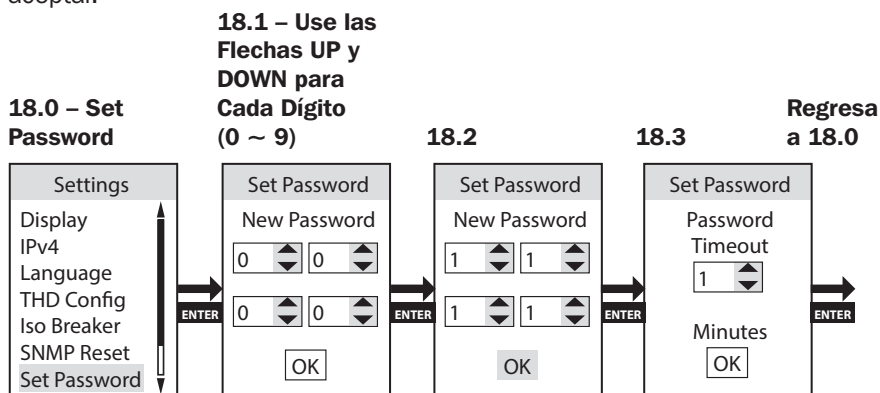 18.1 – Use las
Flechas UP y
DOWN para
Cada Dígito
(0 ~ 9)
18.0 – Set
Password
18.2
18.3
Regresa
a 18.0
Settings
Display
IPv4
Language
THD Config
Iso Breaker
SNMP Reset
Set Password
ENTER
Set Password
New Password
0 0
0 0
OK
ENTER
Set Password
New Password
1 1
1 1
OK
ENTER
Set Password
Password
Timeout
1
Minutes
OK
ENTER